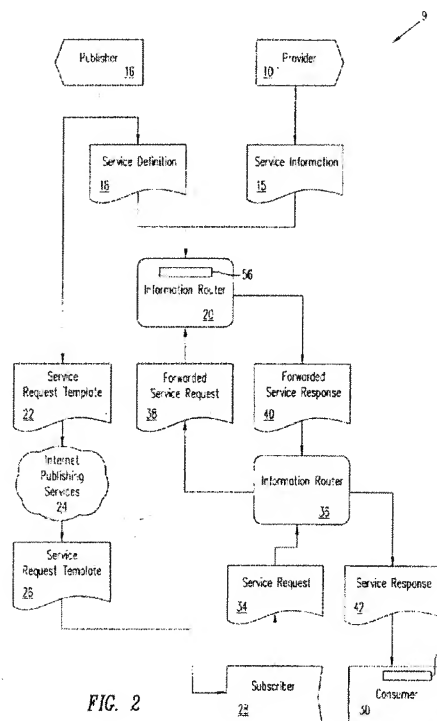 9
Publisher
16
Provider
10
Service Definition
18
Service Information
15
56
Information Router
20
Service
Request Template
22
Forwarded
Service Request
38
Forwarded
Service Response
40
Internet
Publishing
Services
24
Information Router
36
Service
Request Template
26
Service Request
34
Service Response
42
FIG. 2
Subscriber
28
Consumer
30